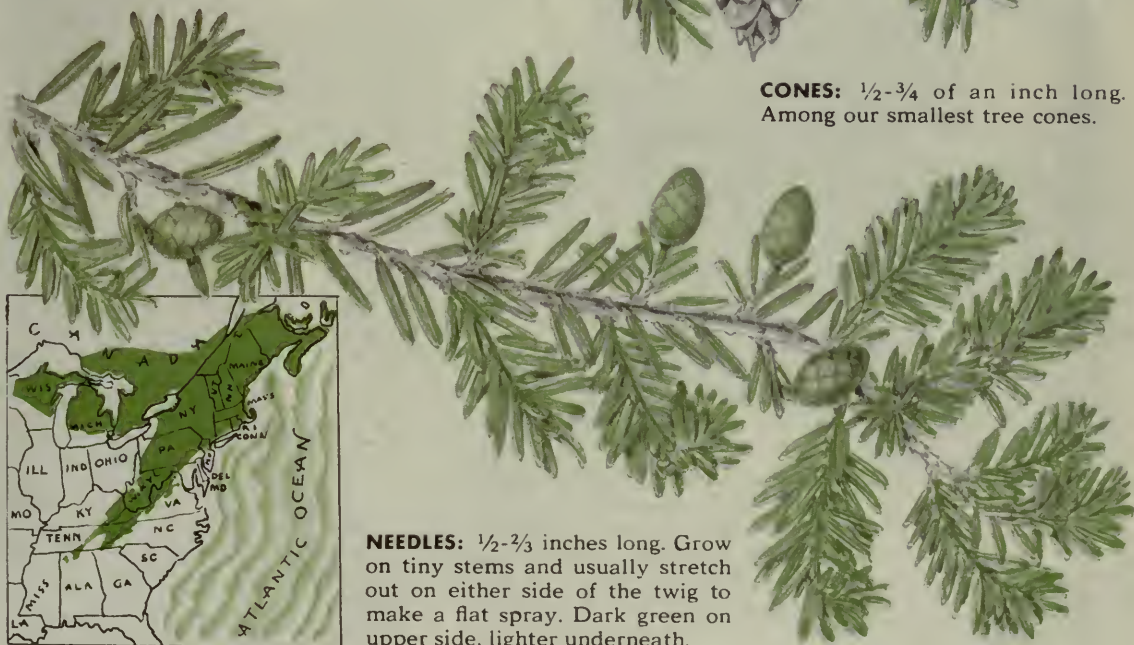 CONES: ½-¾ of an inch long.
Among our smallest tree cones.
CANADA
MAINE
WIS
VT
MICH
NY
MASS
RI
CONN
PA
ILL
IND
OHIO
DEL
MD
VA
MO
KY
TENN
NC
SC
MISS
ALA
GA
LA
ATLANTIC OCEAN
NEEDLES: ½-⅔ inches long. Grow
on tiny stems and usually stretch
out on either side of the twig to
make a flat spray. Dark green on
upper side, lighter underneath.